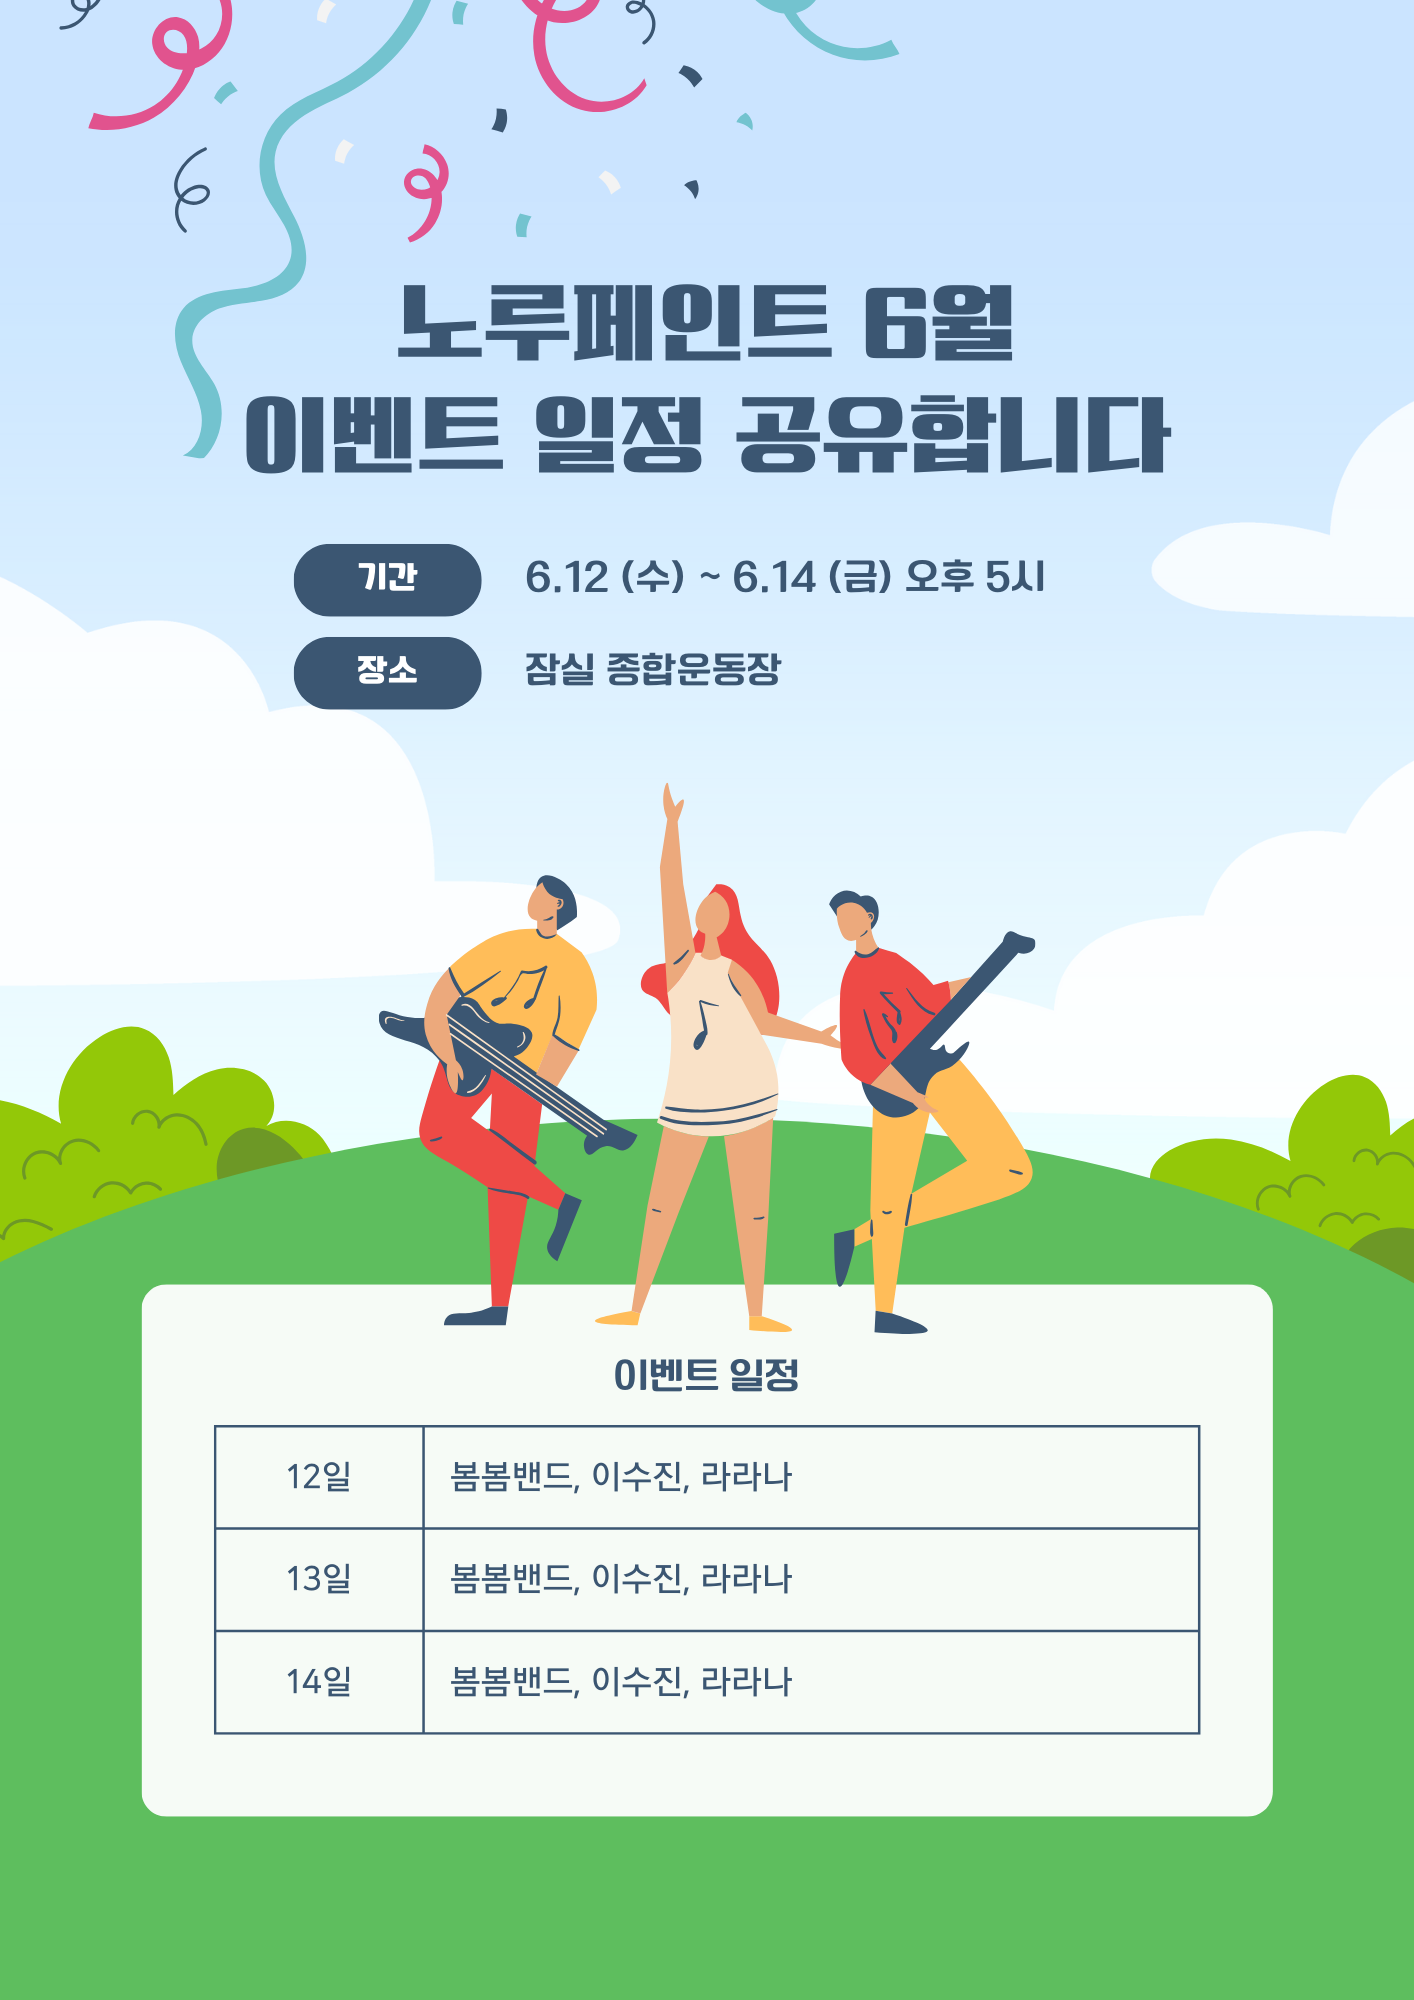 노루페인트 6월
이벤트 일정 공유합니다
기간 6.12 (수) ~ 6.14 (금) 오후 5시
장소 잠실 종합운동장
이벤트 일정
12일 봄봄밴드, 이수진, 라라나
13일 봄봄밴드, 이수진, 라라나
14일 봄봄밴드, 이수진, 라라나